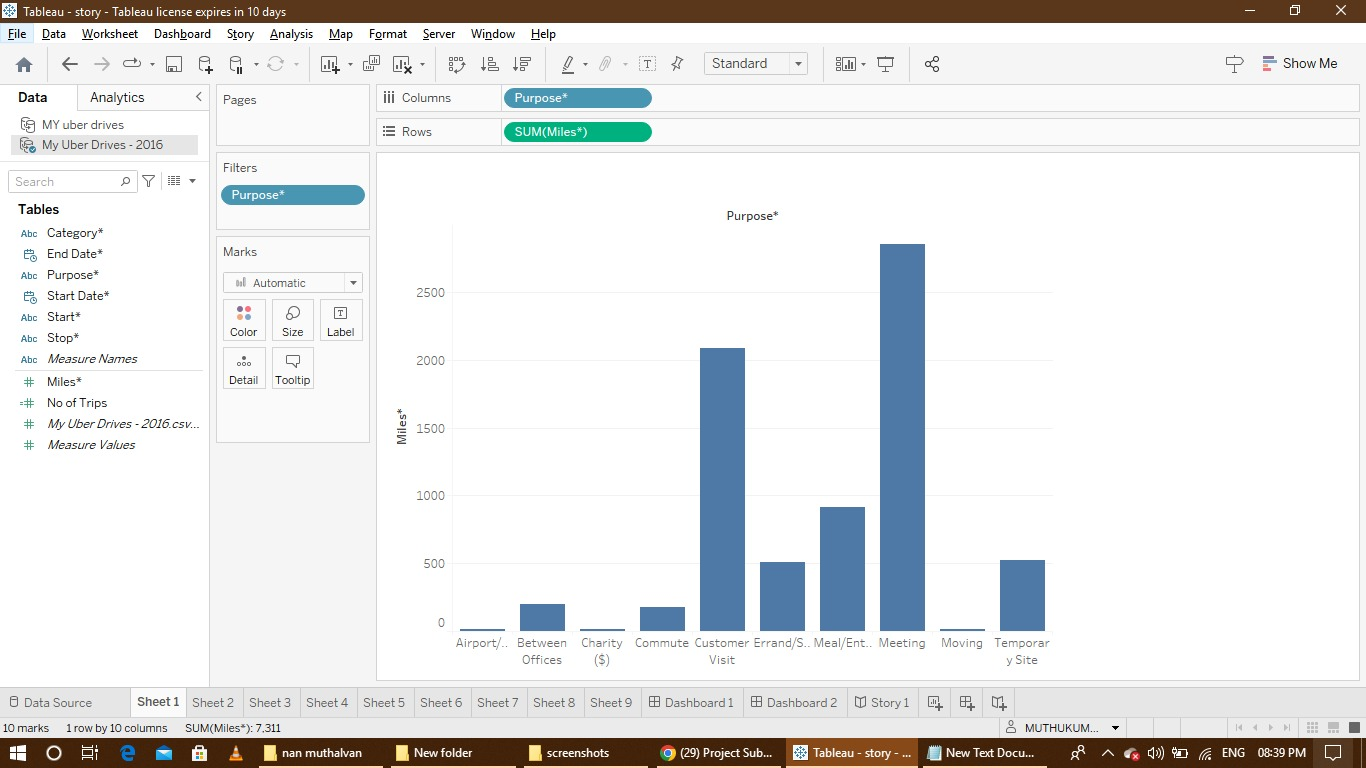 Tableau - story - Tableau license expires in 10 days
File Data Worksheet Dashboard Story Analysis Map Format Server Window Help
Standard
Show Me
Data Analytics
MY uber drives
My Uber Drives - 2016
Search
Tables
Abc Category*
End Date*
Abc Purpose*
Start Date*
Abc Start*
Abc Stop*
Abc Measure Names
# Miles*
=# No of Trips
# My Uber Drives - 2016.csv...
# Measure Values
Pages
Filters
Purpose*
Marks
Automatic
Color Size Label
Detail Tooltip
Columns Purpose*
Rows SUM(Miles*)
Purpose*
Miles*
2500
2000
1500
1000
500
0
Airport/.. Between Charity Commute Customer Errand/S.. Meal/Ent.. Meeting Moving Temporar
Offices ($) Visit y Site
Data Source Sheet 1 Sheet 2 Sheet 3 Sheet 4 Sheet 5 Sheet 6 Sheet 7 Sheet 8 Sheet 9 Dashboard 1 Dashboard 2 Story 1
10 marks 1 row by 10 columns SUM(Miles*): 7,311 MUTHUKUM...
nan muthalvan New folder screenshots (29) Project Sub... Tableau - story - ... New Text Docu... ENG 08:39 PM